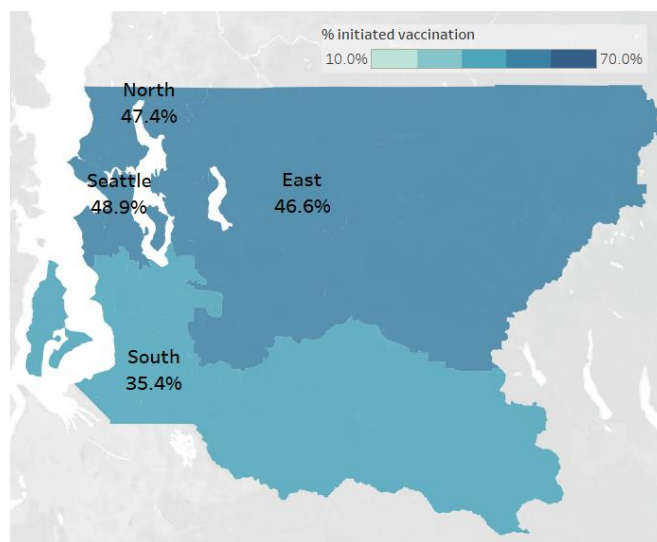 % initiated vaccination
10.0% 70.0%
North
47.4%
Seattle
48.9%
East
46.6%
South
35.4%